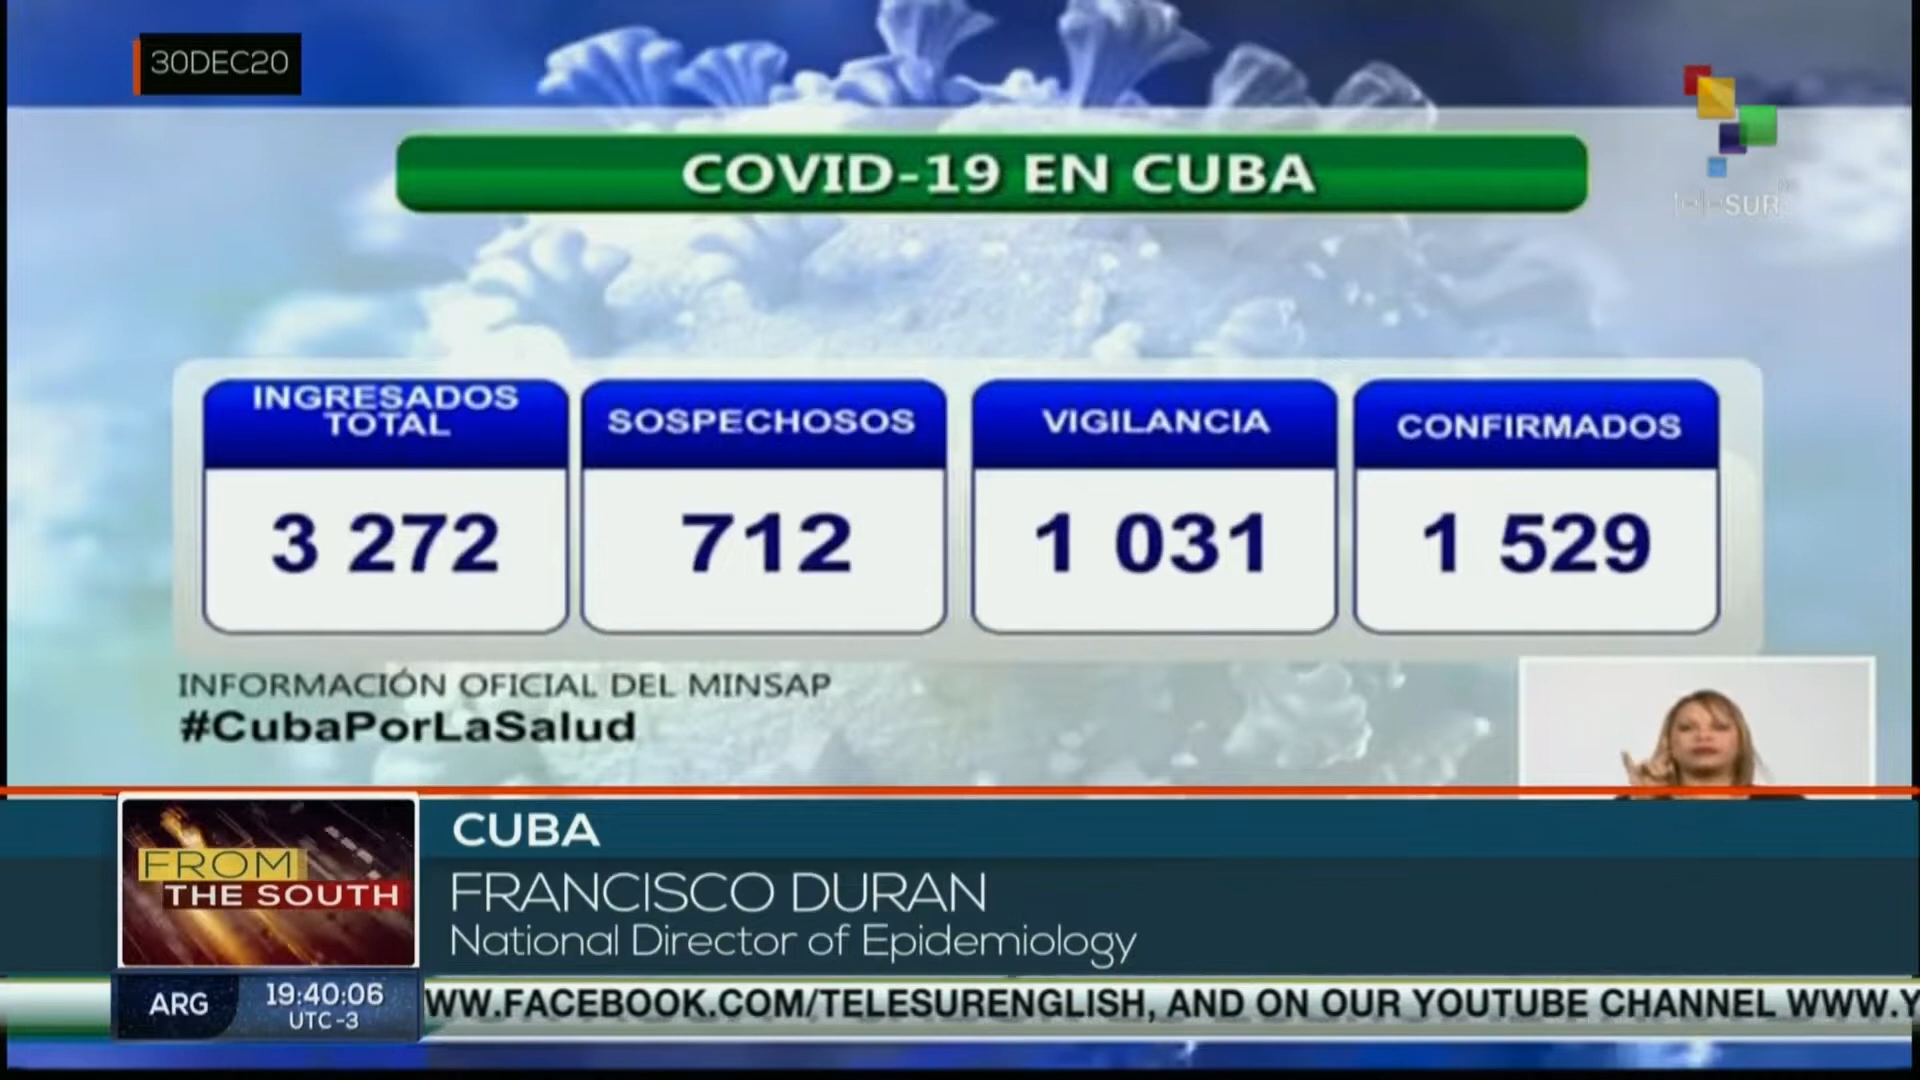 30DEC20
COVID-19 EN CUBA
teleSUR
INGRESADOS
TOTAL
3 272
SOSPECHOSOS
712
VIGILANCIA
1 031
CONFIRMADOS
1 529
INFORMACIÓN OFICIAL DEL MINSAP
#CubaPorLaSalud
FROM
THE SOUTH
CUBA
FRANCISCO DURAN
National Director of Epidemiology
ARG
19:40:06
UTC-3
WW.FACEBOOK.COM/TELESURENGLISH, AND ON OUR YOUTUBE CHANNEL WWW.Y